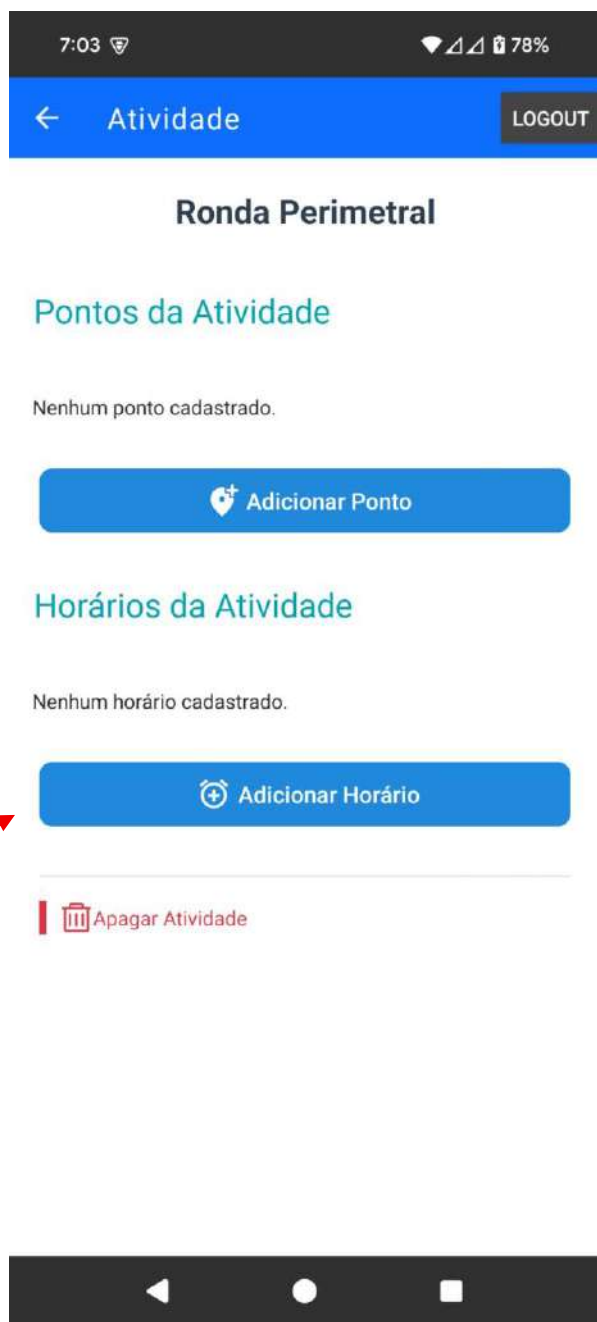 7:03 78%
Atividade LOGOUT
Ronda Perimetral
Pontos da Atividade
Nenhum ponto cadastrado.
Adicionar Ponto
Horários da Atividade
Nenhum horário cadastrado.
Adicionar Horário
Apagar Atividade